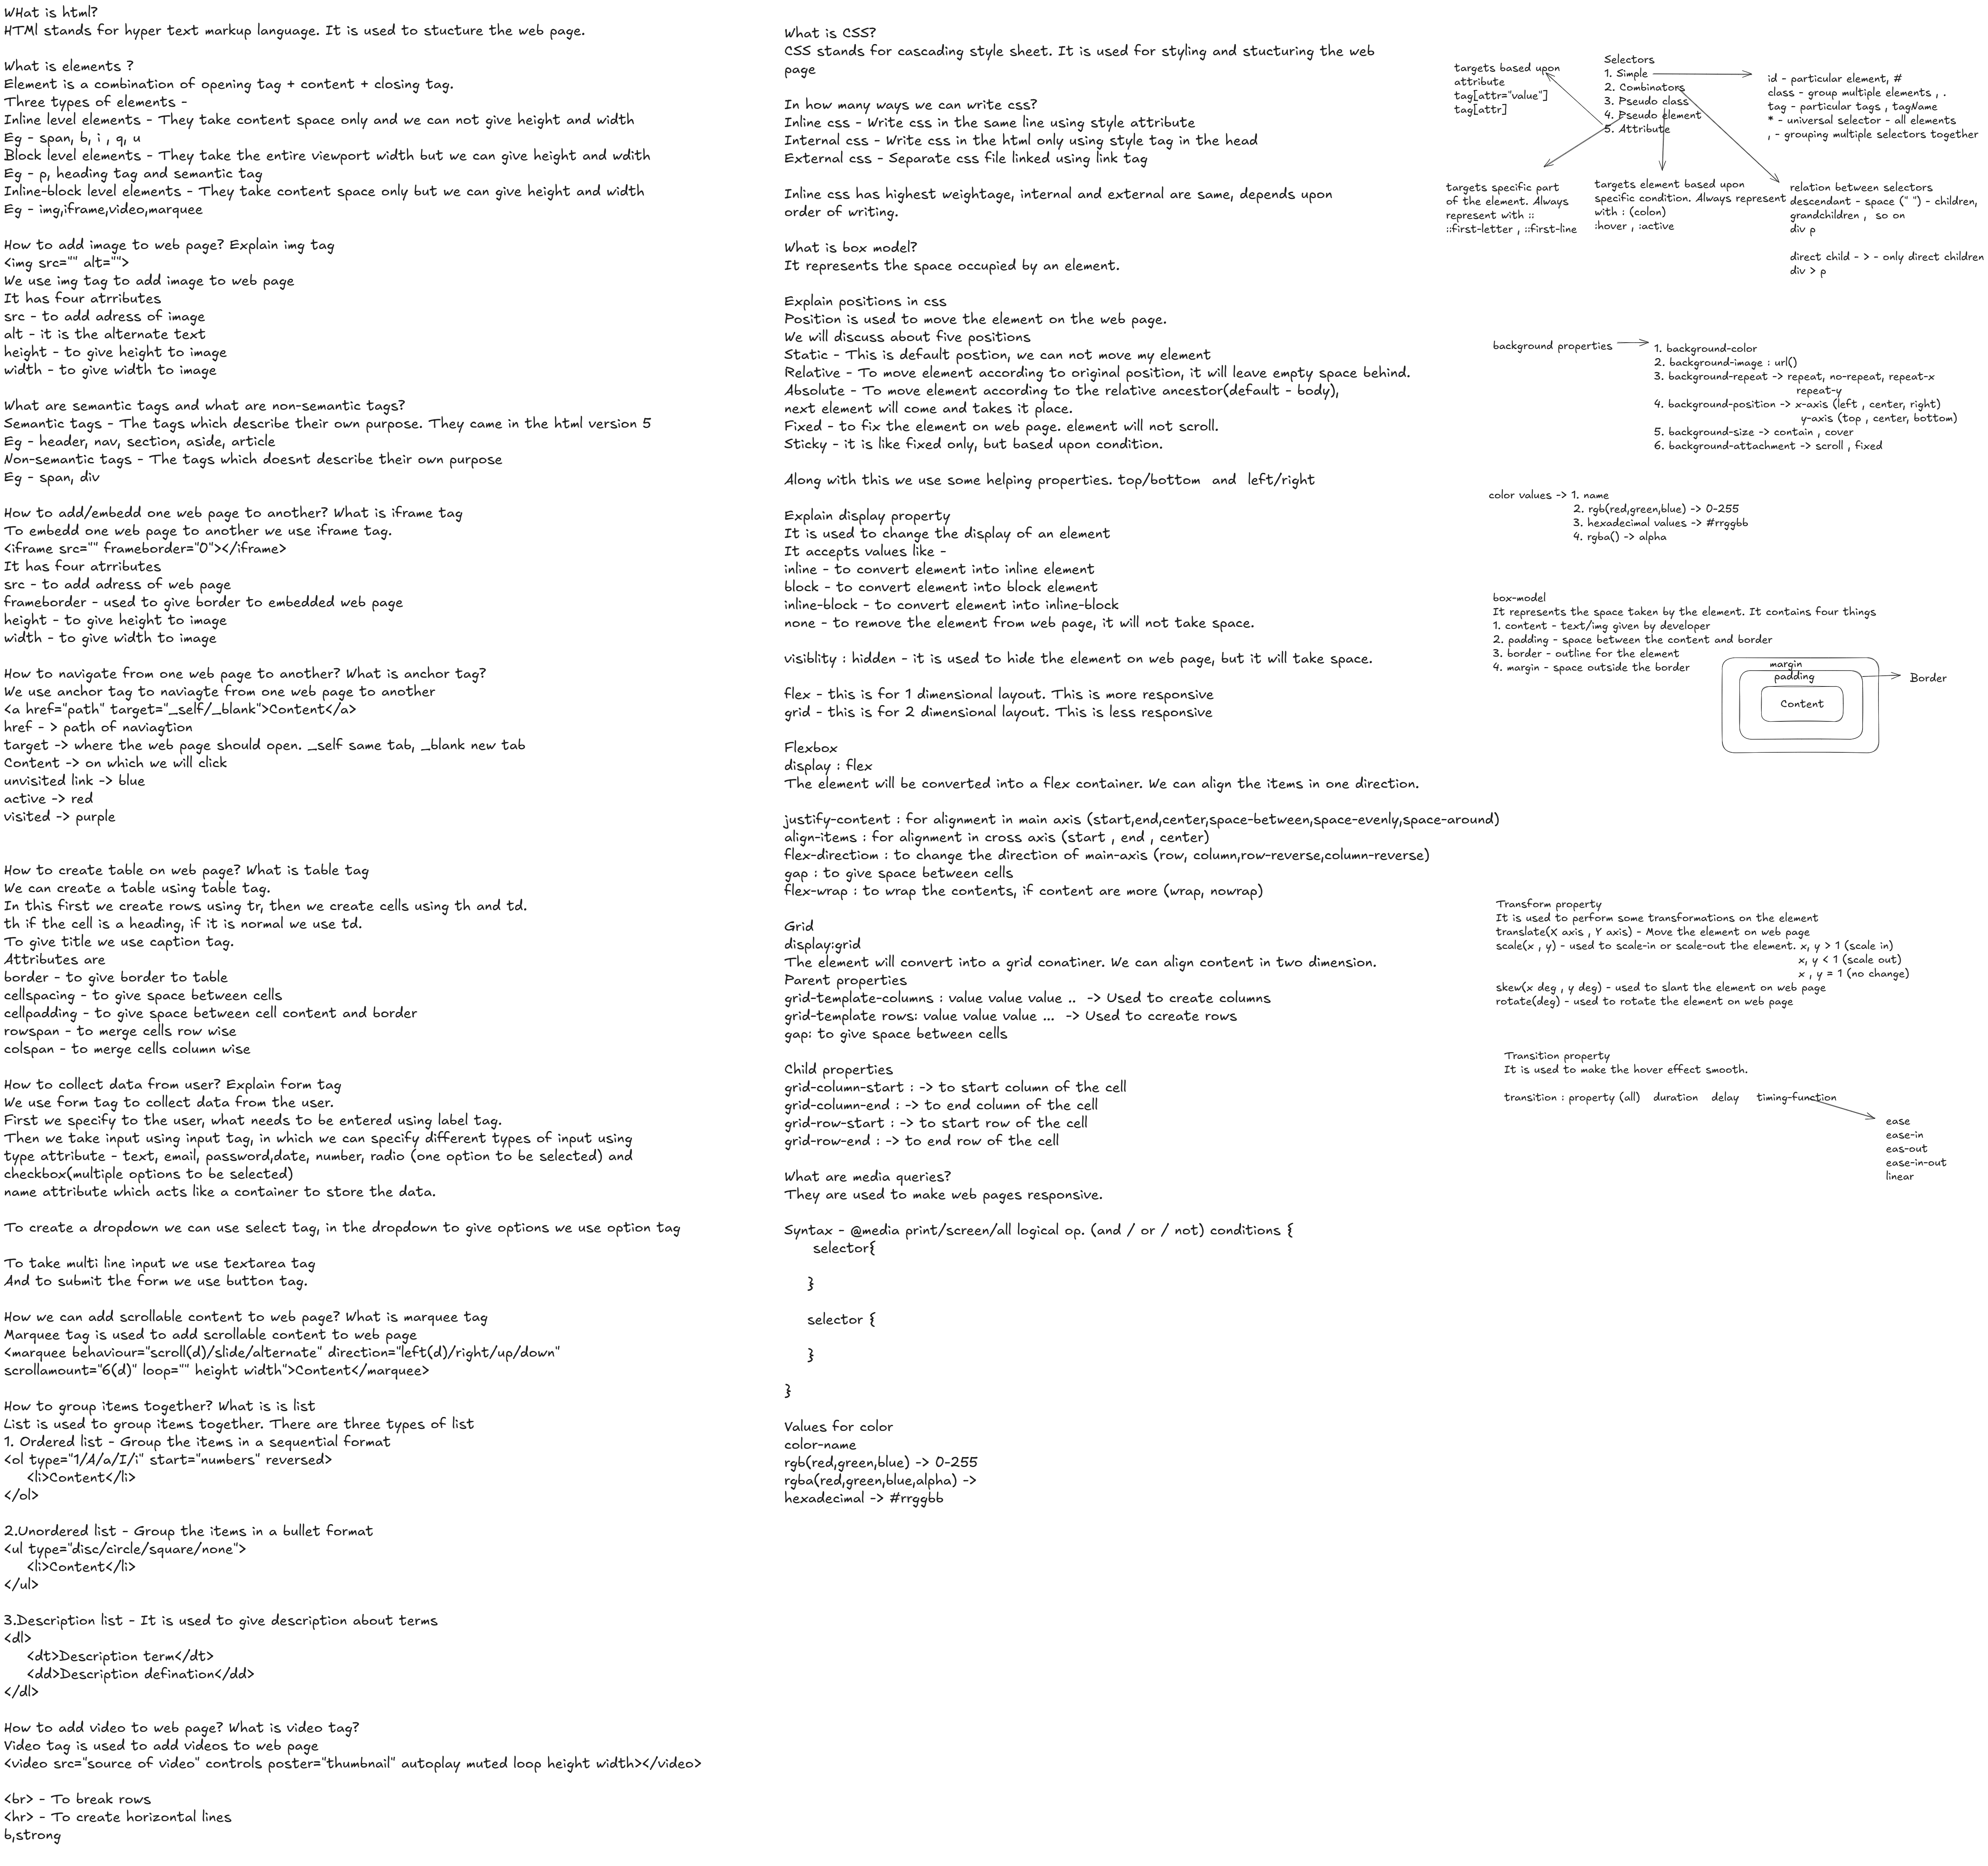 WHat is html?
HTMl stands for hyper text markup language. It is used to stucture the web page.
What is elements ?
Element is a combination of opening tag + content + closing tag.
Three types of elements -
Inline level elements - They take content space only and we can not give height and width
Eg - span, b, i , q, u
Block level elements - They take the entire viewport width but we can give height and wdith
Eg - p, heading tag and semantic tag
Inline-block level elements - They take content space only but we can give height and width
Eg - img,iframe,video,marquee
How to add image to web page? Explain img tag
<img src="" alt="">
We use img tag to add image to web page
It has four atrributes
src - to add adress of image
alt - it is the alternate text
height - to give height to image
width - to give width to image
What are semantic tags and what are non-semantic tags?
Semantic tags - The tags which describe their own purpose. They came in the html version 5
Eg - header, nav, section, aside, article
Non-semantic tags - The tags which doesnt describe their own purpose
Eg - span, div
How to add/embedd one web page to another? What is iframe tag
To embedd one web page to another we use iframe tag.
<iframe src="" frameborder="0"></iframe>
It has four atrributes
src - to add adress of web page
frameborder - used to give border to embedded web page
height - to give height to image
width - to give width to image
How to navigate from one web page to another? What is anchor tag?
We use anchor tag to naviagte from one web page to another
<a href="path" target="_self/_blank">Content</a>
href - > path of naviagtion
target -> where the web page should open. _self same tab, _blank new tab
Content -> on which we will click
unvisited link -> blue
active -> red
visited -> purple
How to create table on web page? What is table tag
We can create a table using table tag.
In this first we create rows using tr, then we create cells using th and td.
th if the cell is a heading, if it is normal we use td.
To give title we use caption tag.
Attributes are
border - to give border to table
cellspacing - to give space between cells
cellpadding - to give space between cell content and border
rowspan - to merge cells row wise
colspan - to merge cells column wise
How to collect data from user? Explain form tag
We use form tag to collect data from the user.
First we specify to the user, what needs to be entered using label tag.
Then we take input using input tag, in which we can specify different types of input using
type attribute - text, email, password,date, number, radio (one option to be selected) and
checkbox(multiple options to be selected)
name attribute which acts like a container to store the data.
To create a dropdown we can use select tag, in the dropdown to give options we use option tag
To take multi line input we use textarea tag
And to submit the form we use button tag.
How we can add scrollable content to web page? What is marquee tag
Marquee tag is used to add scrollable content to web page
<marquee behaviour="scroll(d)/slide/alternate" direction="left(d)/right/up/down"
scrollamount="6(d)" loop="" height width">Content</marquee>
How to group items together? What is is list
List is used to group items together. There are three types of list
1. Ordered list - Group the items in a sequential format
<ol type="1/A/a/I/i" start="numbers" reversed>
<li>Content</li>
</ol>
2.Unordered list - Group the items in a bullet format
<ul type="disc/circle/square/none">
<li>Content</li>
</ul>
3.Description list - It is used to give description about terms
<dl>
<dt>Description term</dt>
<dd>Description defination</dd>
</dl>
How to add video to web page? What is video tag?
Video tag is used to add videos to web page
<video src="source of video" controls poster="thumbnail" autoplay muted loop height width></video>
<br> - To break rows
<hr> - To create horizontal lines
b,strong
What is CSS?
CSS stands for cascading style sheet. It is used for styling and stucturing the web
page
In how many ways we can write css?
Inline css - Write css in the same line using style attribute
Internal css - Write css in the html only using style tag in the head
External css - Separate css file linked using link tag
Inline css has highest weightage, internal and external are same, depends upon
order of writing.
What is box model?
It represents the space occupied by an element.
Explain positions in css
Position is used to move the element on the web page.
We will discuss about five positions
Static - This is default postion, we can not move my element
Relative - To move element according to original position, it will leave empty space behind.
Absolute - To move element according to the relative ancestor(default - body),
next element will come and takes it place.
Fixed - to fix the element on web page. element will not scroll.
Sticky - it is like fixed only, but based upon condition.
Along with this we use some helping properties. top/bottom and left/right
Explain display property
It is used to change the display of an element
It accepts values like -
inline - to convert element into inline element
block - to convert element into block element
inline-block - to convert element into inline-block
none - to remove the element from web page, it will not take space.
visiblity : hidden - it is used to hide the element on web page, but it will take space.
flex - this is for 1 dimensional layout. This is more responsive
grid - this is for 2 dimensional layout. This is less responsive
Flexbox
display : flex
The element will be converted into a flex container. We can align the items in one direction.
justify-content : for alignment in main axis (start,end,center,space-between,space-evenly,space-around)
align-items : for alignment in cross axis (start , end , center)
flex-directiom : to change the direction of main-axis (row, column,row-reverse,column-reverse)
gap : to give space between cells
flex-wrap : to wrap the contents, if content are more (wrap, nowrap)
Grid
display:grid
The element will convert into a grid conatiner. We can align content in two dimension.
Parent properties
grid-template-columns : value value value .. -> Used to create columns
grid-template rows: value value value ... -> Used to ccreate rows
gap: to give space between cells
Child properties
grid-column-start : -> to start column of the cell
grid-column-end : -> to end column of the cell
grid-row-start : -> to start row of the cell
grid-row-end : -> to end row of the cell
What are media queries?
They are used to make web pages responsive.
Syntax - @media print/screen/all logical op. (and / or / not) conditions {
selector{
}
selector {
}
}
Values for color
color-name
rgb(red,green,blue) -> 0-255
rgba(red,green,blue,alpha) ->
hexadecimal -> #rrggbb
Selectors
1. Simple
2. Combinators
3. Pseudo class
4. Pseudo element
5. Attribute
targets based upon
attribute
tag[attr="value"]
tag[attr]
id - particular element, #
class - group multiple elements , .
tag - particular tags , tagName
* - universal selector - all elements
, - grouping multiple selectors together
targets specific part
of the element. Always
represent with ::
::first-letter , ::first-line
targets element based upon
specific condition. Always represent
with : (colon)
:hover , :active
relation between selectors
descendant - space (" ") - children,
grandchildren , so on
div p
direct child - > - only direct children
div > p
background properties
1. background-color
2. background-image : url()
3. background-repeat -> repeat, no-repeat, repeat-x
repeat-y
4. background-position -> x-axis (left , center, right)
y-axis (top , center, bottom)
5. background-size -> contain , cover
6. background-attachment -> scroll , fixed
color values -> 1. name
2. rgb(red,green,blue) -> 0-255
3. hexadecimal values -> #rrggbb
4. rgba() -> alpha
box-model
It represents the space taken by the element. It contains four things
1. content - text/img given by developer
2. padding - space between the content and border
3. border - outline for the element
4. margin - space outside the border
margin
padding
Content
Border
Transform property
It is used to perform some transformations on the element
translate(X axis , Y axis) - Move the element on web page
scale(x , y) - used to scale-in or scale-out the element. x, y > 1 (scale in)
x, y < 1 (scale out)
x , y = 1 (no change)
skew(x deg , y deg) - used to slant the element on web page
rotate(deg) - used to rotate the element on web page
Transition property
It is used to make the hover effect smooth.
transition : property (all) duration delay timing-function
ease
ease-in
eas-out
ease-in-out
linear